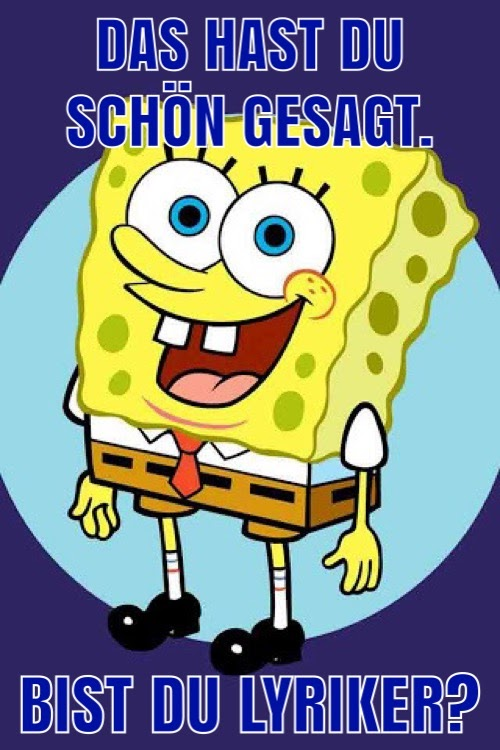 DAS HAST DU
SCHÖN GESAGT.
BIST DU LYRIKER?